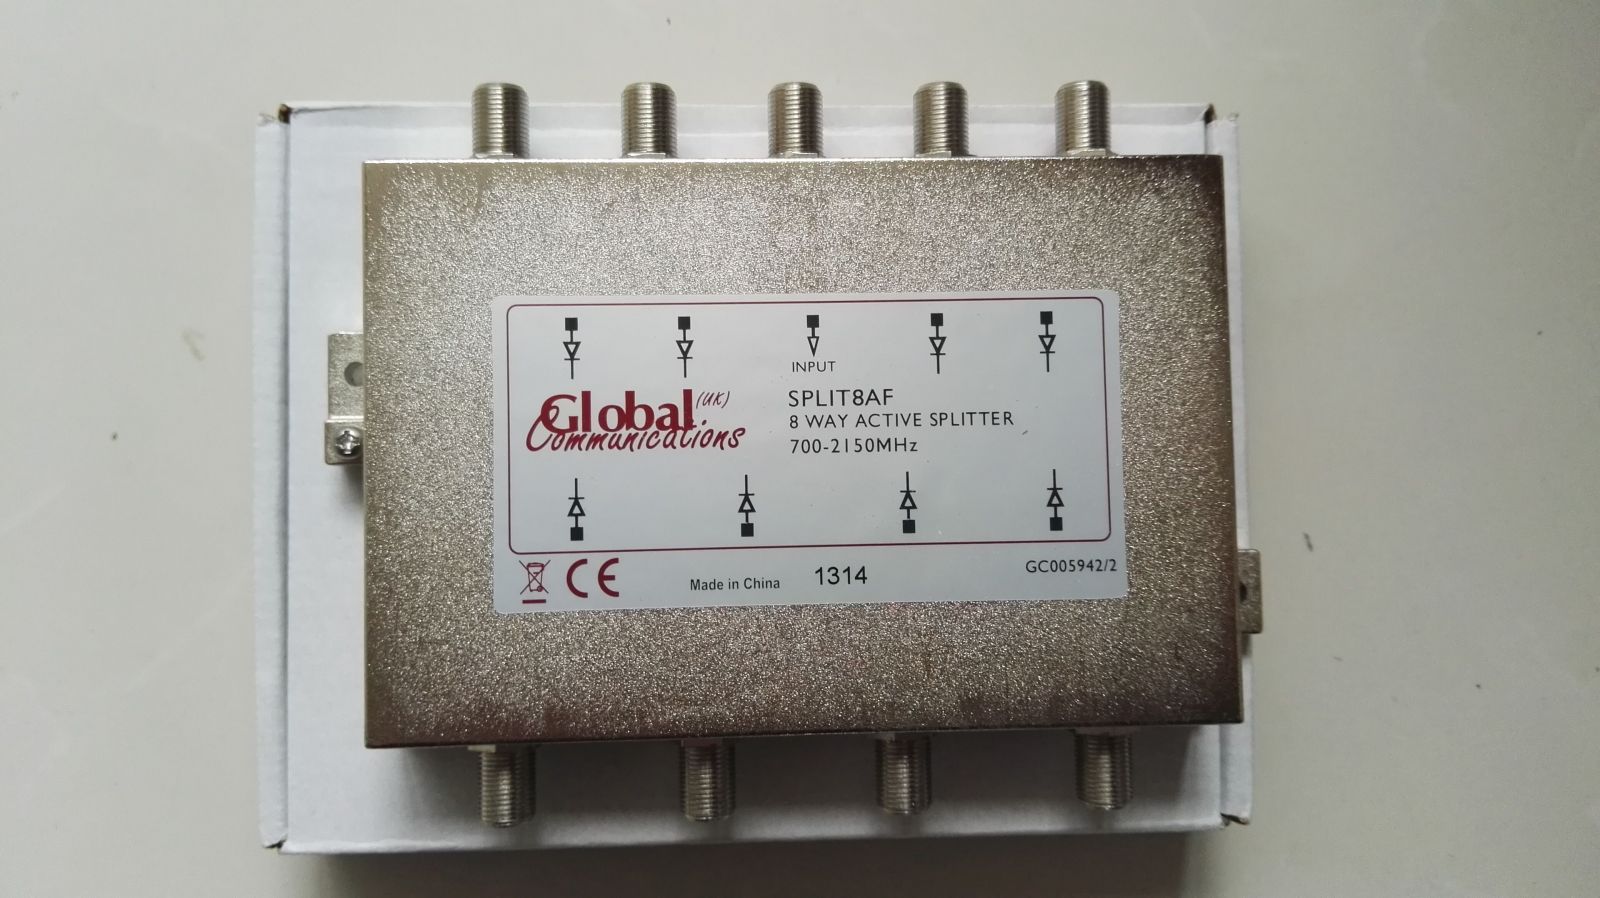 INPUT
Global (UK)
Communications
SPLIT8AF
8 WAY ACTIVE SPLITTER
700-2150MHz
CE
Made in China
1314
GC005942/2